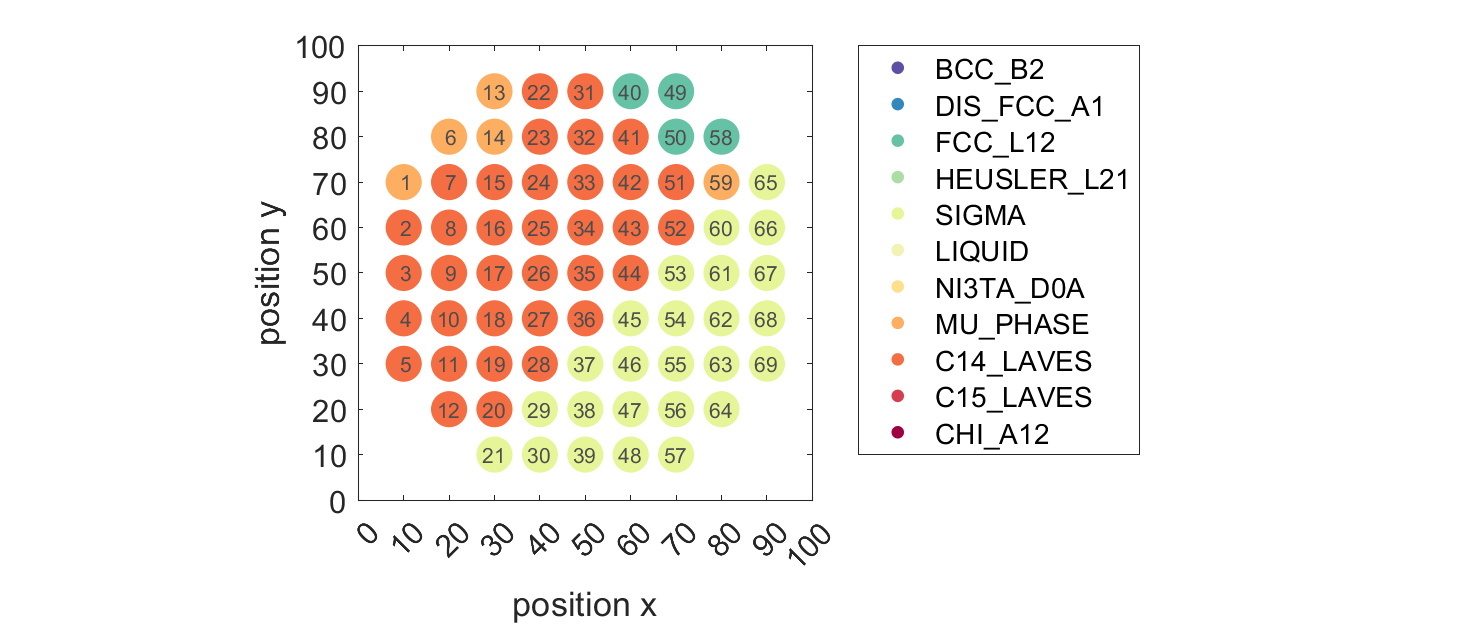 100
90 13 22 31 40 49
80 6 14 23 32 41 50 58
70 1 7 15 24 33 42 51 59 65
60 2 8 16 25 34 43 52 60 66
50 3 9 17 26 35 44 53 61 67
40 4 10 18 27 36 45 54 62 68
30 5 11 19 28 37 46 55 63 69
20 12 20 29 38 47 56 64
10 21 30 39 48 57
0
0 10 20 30 40 50 60 70 80 90 100
position x
position y
BCC_B2
DIS_FCC_A1
FCC_L12
HEUSLER_L21
SIGMA
LIQUID
NI3TA_D0A
MU_PHASE
C14_LAVES
C15_LAVES
CHI_A12